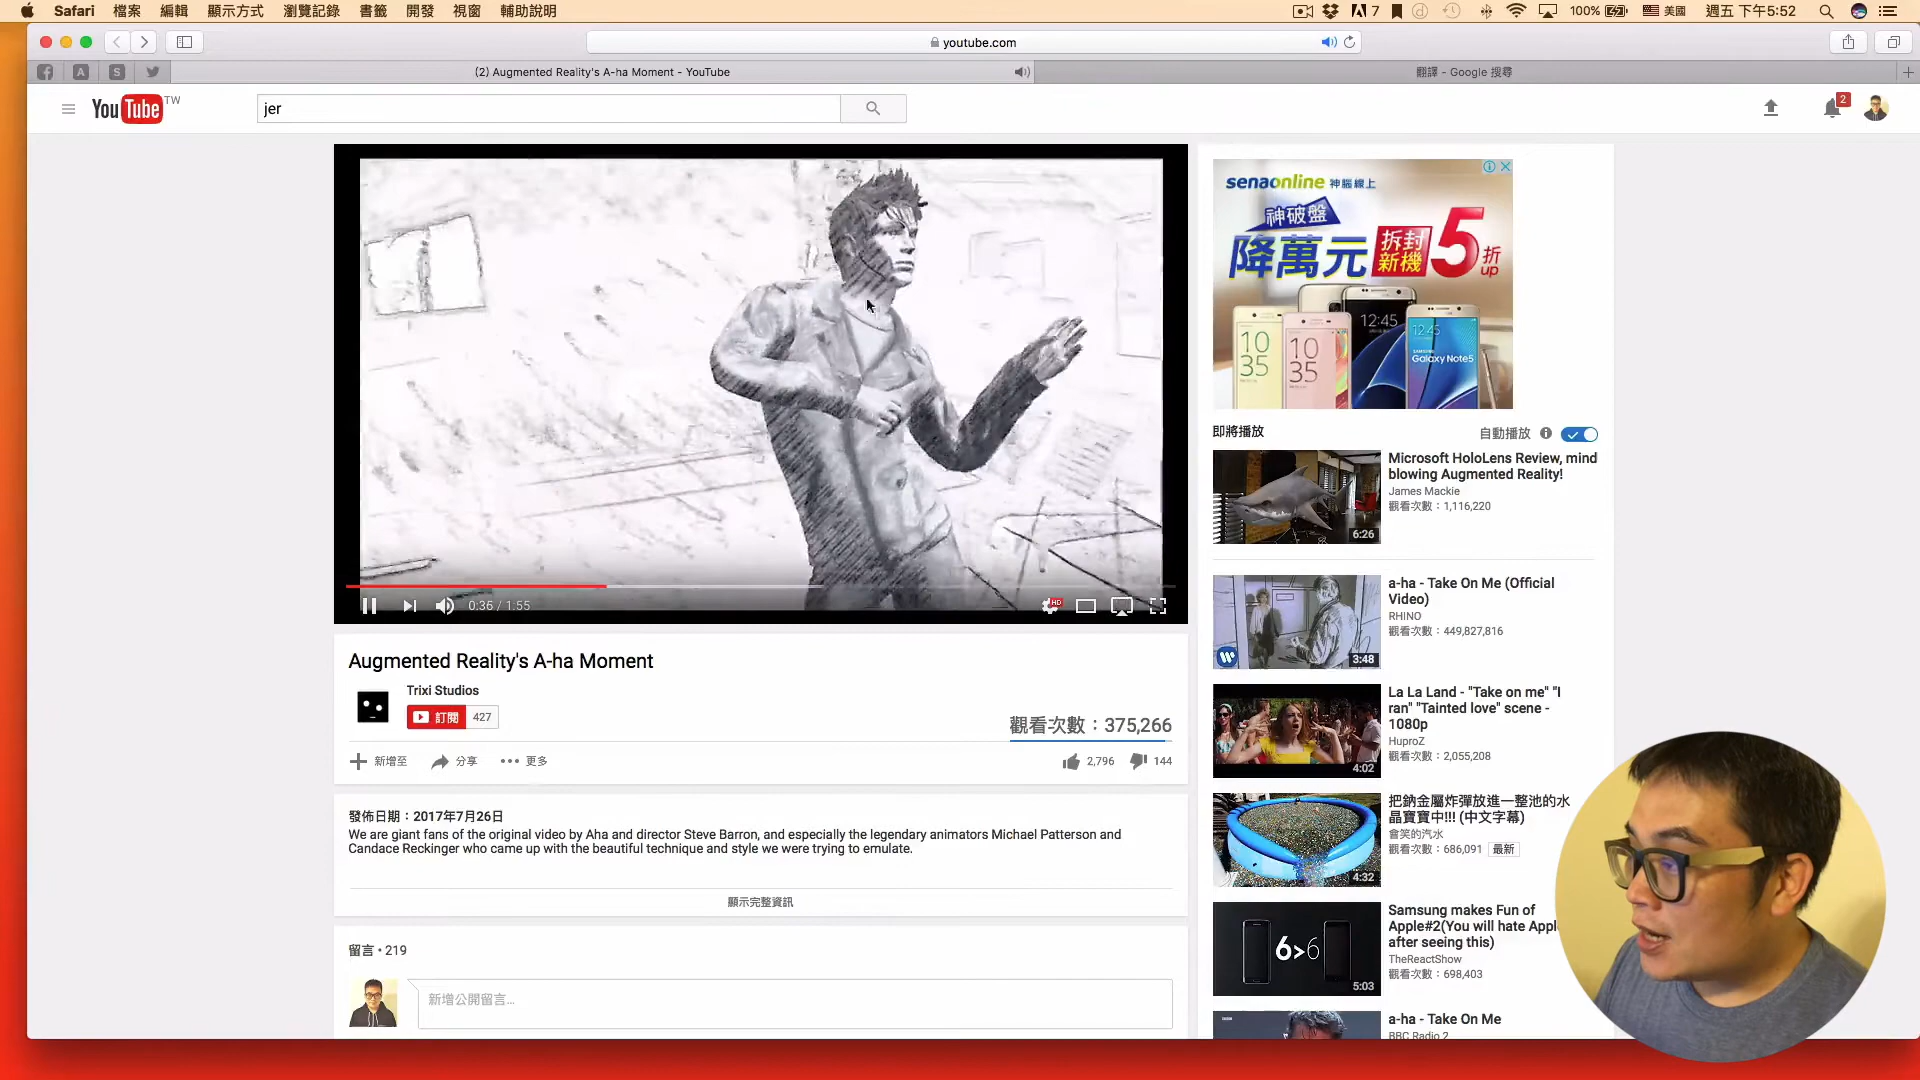 Safari 檔案 編輯 顯示方式 瀏覽記錄 書籤 開發 視窗 輔助說明 7 100% 美國 週五 下午5:52
youtube.com
(2) Augmented Reality's A-ha Moment - YouTube
翻譯 - Google 搜尋
YouTube TW
jer
2
senaonline 神腦線上
神破盤
降萬元
拆封
新機
5折up
12:45
12:45
10
35
10
35
SAMSUNG
Galaxy Note5
0:36 / 1:55
HD
Augmented Reality's A-ha Moment
Trixi Studios
訂閱 427
觀看次數：375,266
新增至 分享 更多
2,796 144
發佈日期：2017年7月26日
We are giant fans of the original video by Aha and director Steve Barron, and especially the legendary animators Michael Patterson and
Candace Reckinger who came up with the beautiful technique and style we were trying to emulate.
顯示完整資訊
留言 • 219
新增公開留言...
即將播放
自動播放
Microsoft HoloLens Review, mind
blowing Augmented Reality!
James Mackie
觀看次數：1,116,220
6:26
a-ha - Take On Me (Official
Video)
RHINO
觀看次數：449,827,816
3:48
La La Land - "Take on me" "I
ran" "Tainted love" scene -
1080p
HuproZ
觀看次數：2,055,208
4:02
把鈉金屬炸彈放進一整池的水
晶寶寶中!!! (中文字幕)
會笑的汽水
觀看次數：686,091 最新
4:32
Samsung makes Fun of
Apple#2(You will hate Appl
after seeing this)
TheReactShow
觀看次數：698,403
6>6
5:03
a-ha - Take On Me
BBC Radio 2